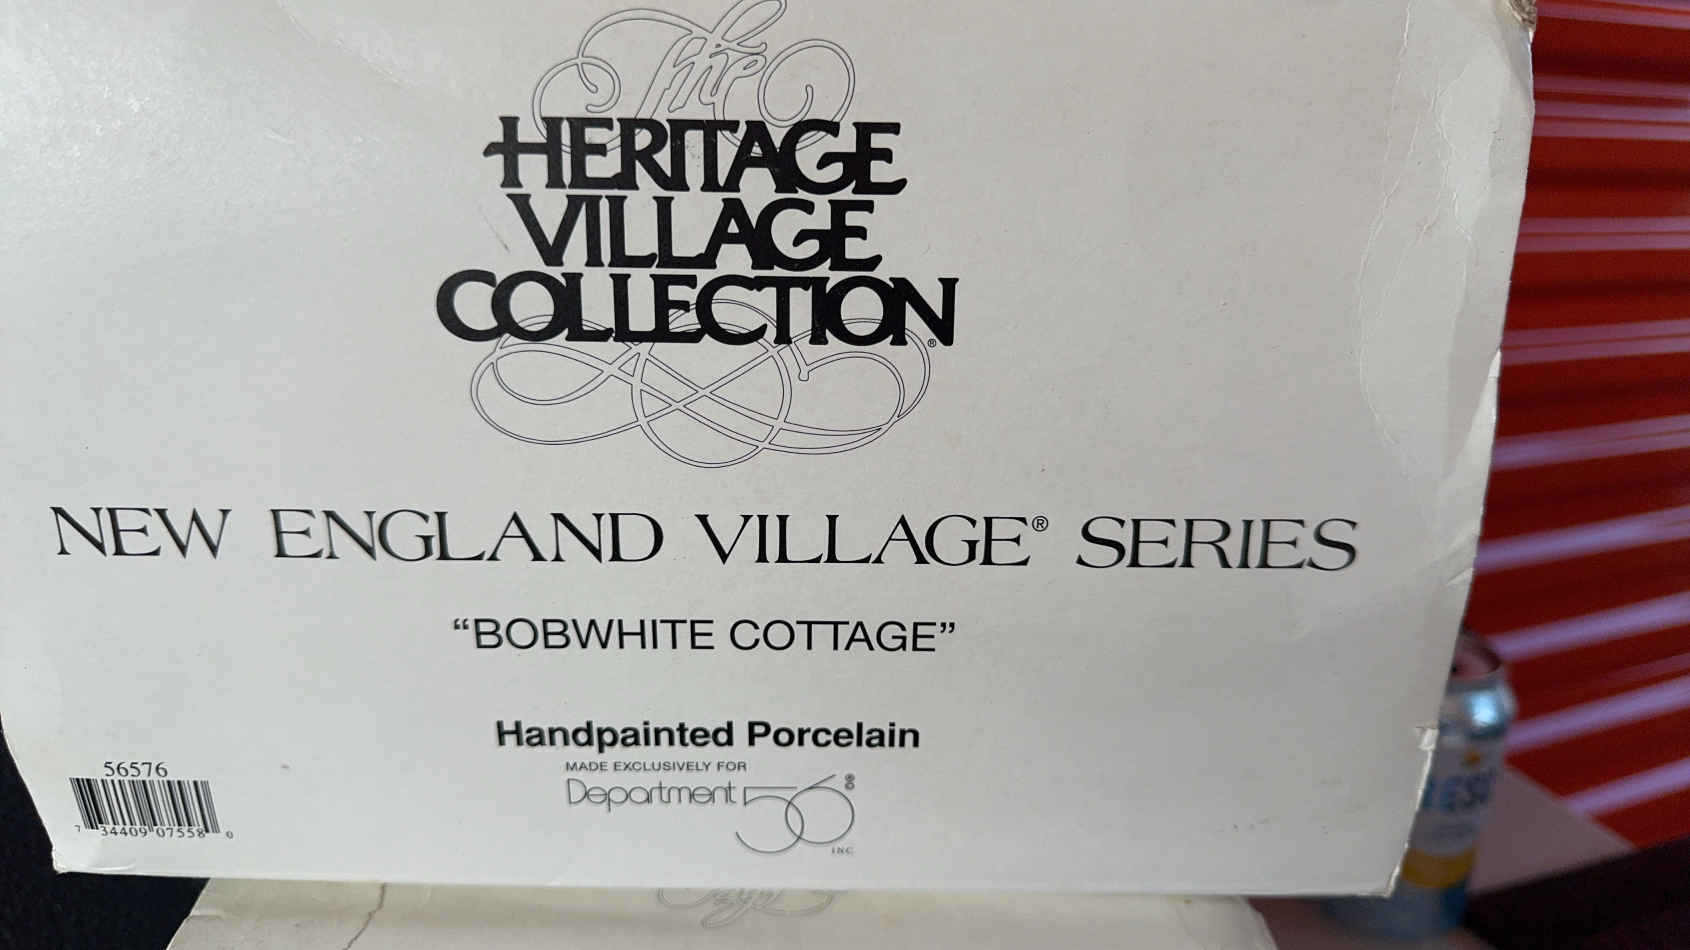 The
HERITAGE
VILLAGE
COLLECTION®
NEW ENGLAND VILLAGE® SERIES
“BOBWHITE COTTAGE”
Handpainted Porcelain
MADE EXCLUSIVELY FOR
Department 56®
INC.
56576
7 34409 07558 0